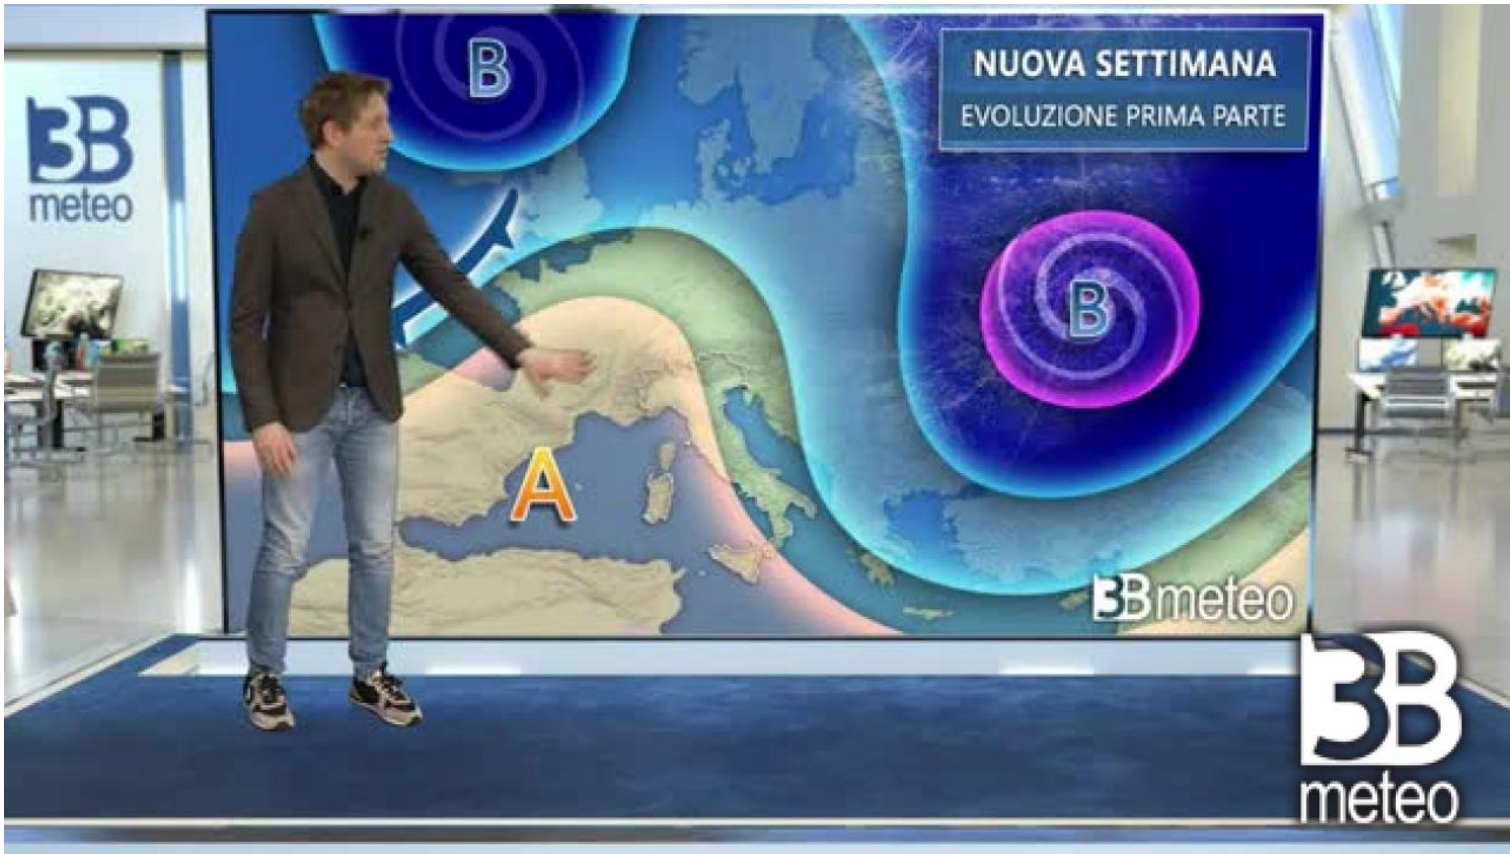 B
NUOVA SETTIMANA
EVOLUZIONE PRIMA PARTE
3B
meteo
B
A
3Bmeteo
3B
meteo